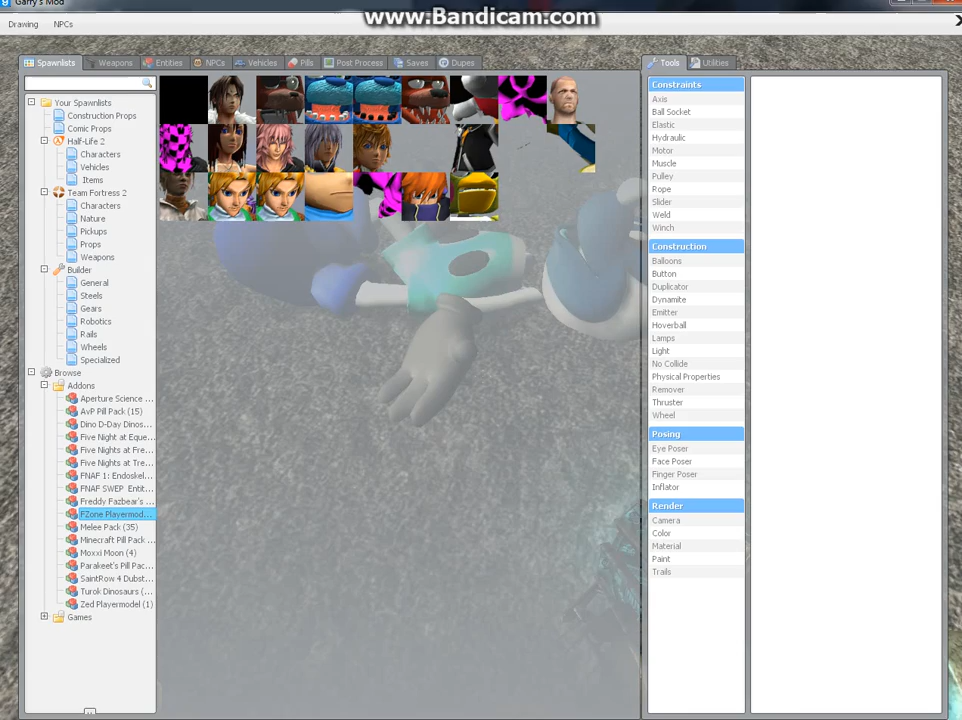 Garry's Mod
www.Bandicam.com
Drawing NPCs
Spawnlists Weapons Entities NPCs Vehicles Pills Post Process Saves Dupes
Your Spawnlists
Construction Props
Comic Props
Half-Life 2
Characters
Vehicles
Items
Team Fortress 2
Characters
Nature
Pickups
Props
Weapons
Builder
General
Steels
Gears
Robotics
Rails
Wheels
Specialized
Browse
Addons
Aperture Science ...
AvP Pill Pack (15)
Dino D-Day Dinos...
Five Night at Eque...
Five Nights at Fre...
Five Nights at Tre...
FNAF 1: Endoskel...
FNAF SWEP Entit...
Freddy Fazbear's ...
FZone Playermod...
Melee Pack (35)
Minecraft Pill Pack ...
Moxxi Moon (4)
Parakeet's Pill Pac...
SaintRow 4 Dubst...
Turok Dinosaurs (...
Zed Playermodel (1)
Games
Tools Utilities
Constraints
Axis
Ball Socket
Elastic
Hydraulic
Motor
Muscle
Pulley
Rope
Slider
Weld
Winch
Construction
Balloons
Button
Duplicator
Dynamite
Emitter
Hoverball
Lamps
Light
No Collide
Physical Properties
Remover
Thruster
Wheel
Posing
Eye Poser
Face Poser
Finger Poser
Inflator
Render
Camera
Color
Material
Paint
Trails